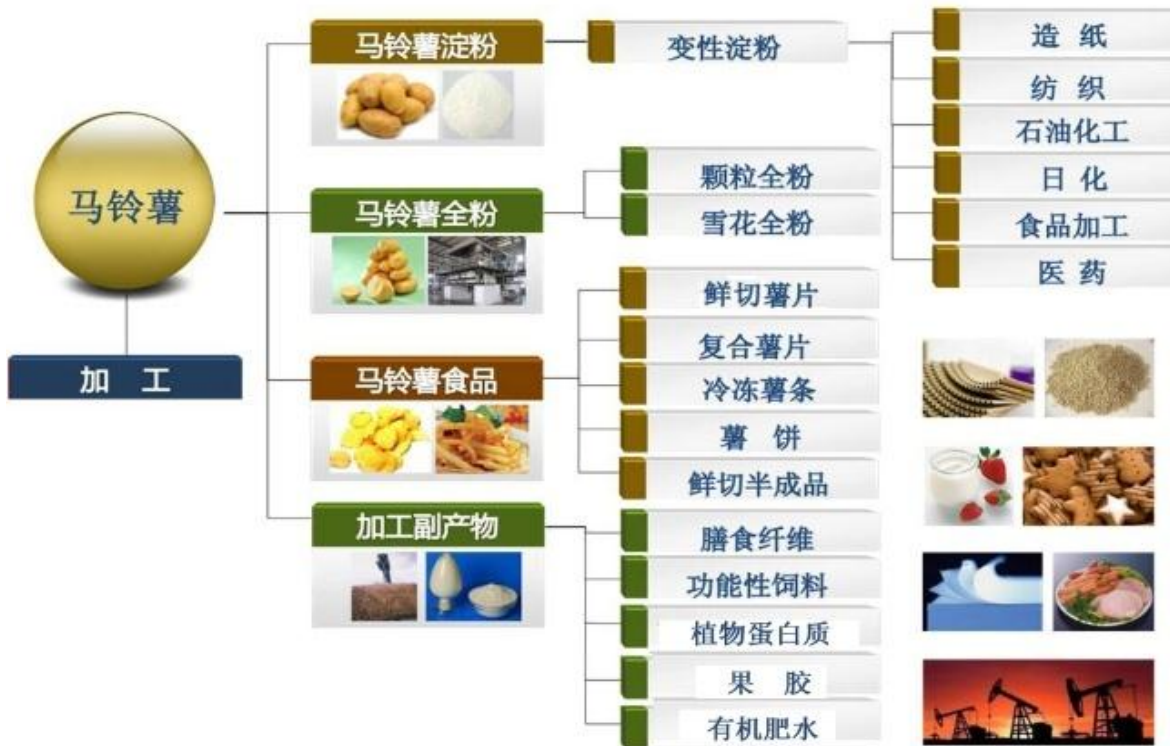 马铃薯
加 工
马铃薯淀粉
变性淀粉
造 纸
纺 织
石油化工
日 化
食品加工
医 药
马铃薯全粉
颗粒全粉
雪花全粉
马铃薯食品
鲜切薯片
复合薯片
冷冻薯条
薯 饼
鲜切半成品
加工副产物
膳食纤维
功能性饲料
植物蛋白质
果 胶
有机肥水